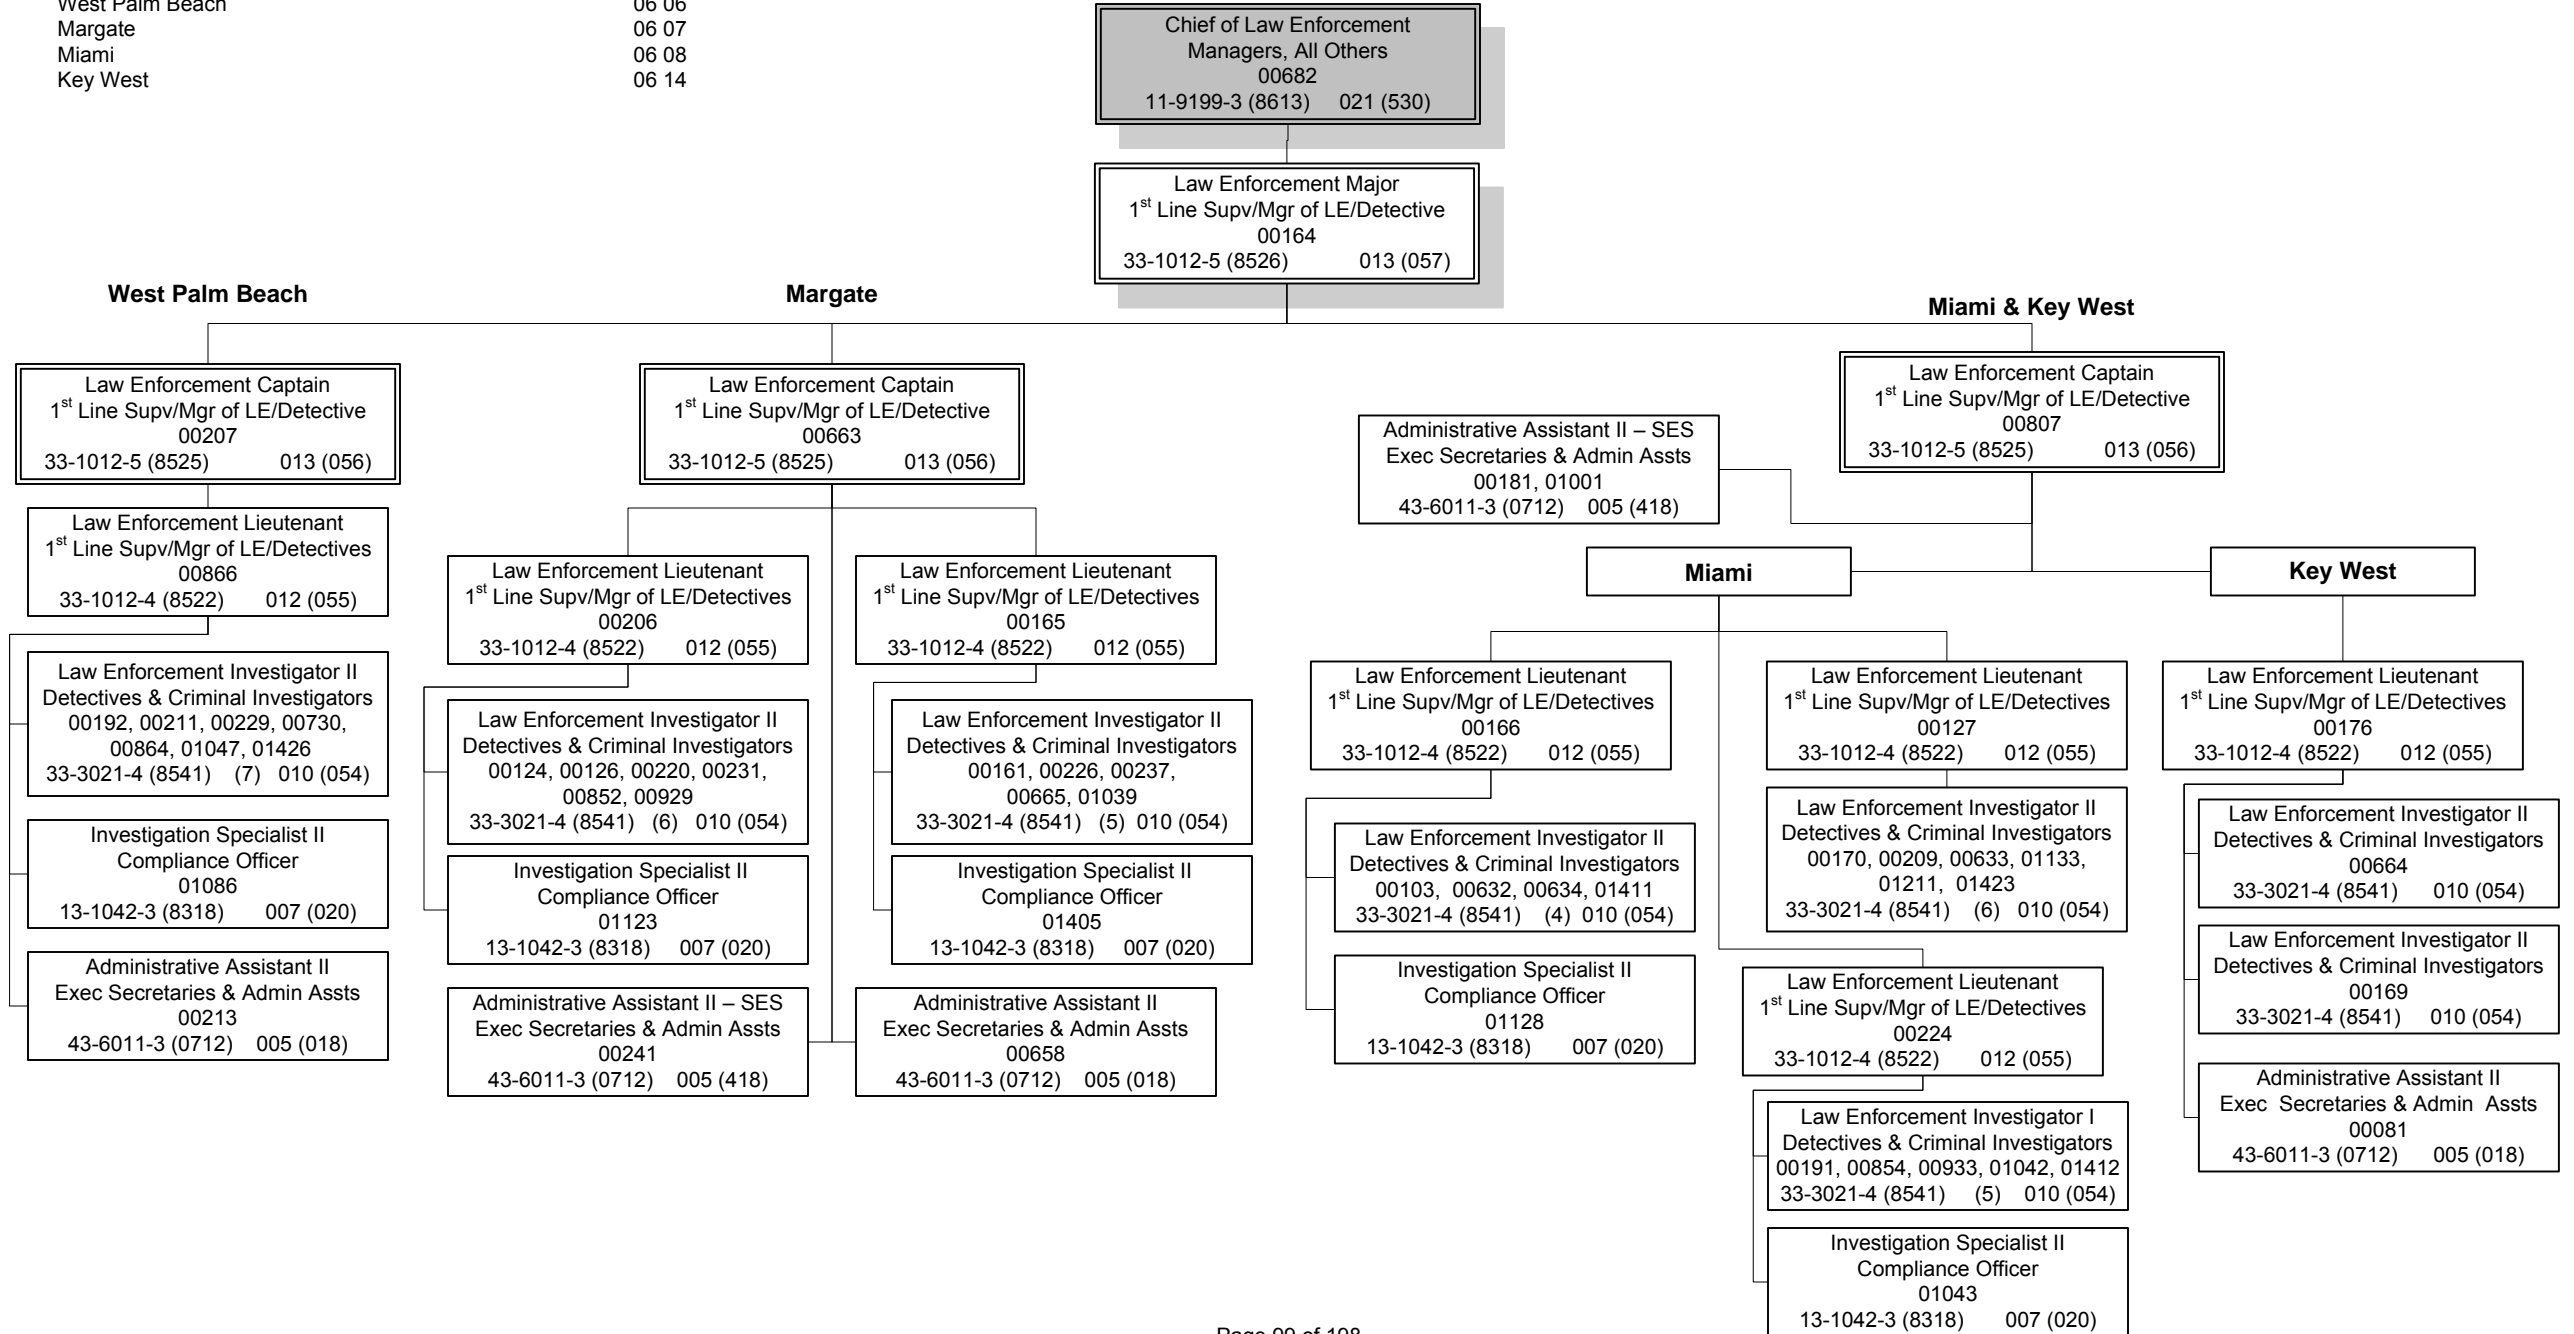 West Palm Beach 06 06
Margate 06 07
Miami 06 08
Key West 06 14
Chief of Law Enforcement
Managers, All Others
00682
11-9199-3 (8613) 021 (530)
Law Enforcement Major
1st Line Supv/Mgr of LE/Detective
00164
33-1012-5 (8526) 013 (057)
West Palm Beach
Margate
Miami & Key West
Law Enforcement Captain
1st Line Supv/Mgr of LE/Detective
00207
33-1012-5 (8525) 013 (056)
Law Enforcement Lieutenant
1st Line Supv/Mgr of LE/Detectives
00866
33-1012-4 (8522) 012 (055)
Law Enforcement Investigator II
Detectives & Criminal Investigators
00192, 00211, 00229, 00730,
00864, 01047, 01426
33-3021-4 (8541) (7) 010 (054)
Investigation Specialist II
Compliance Officer
01086
13-1042-3 (8318) 007 (020)
Administrative Assistant II
Exec Secretaries & Admin Assts
00213
43-6011-3 (0712) 005 (018)
Law Enforcement Captain
1st Line Supv/Mgr of LE/Detective
00663
33-1012-5 (8525) 013 (056)
Law Enforcement Lieutenant
1st Line Supv/Mgr of LE/Detectives
00206
33-1012-4 (8522) 012 (055)
Law Enforcement Investigator II
Detectives & Criminal Investigators
00124, 00126, 00220, 00231,
00852, 00929
33-3021-4 (8541) (6) 010 (054)
Investigation Specialist II
Compliance Officer
01123
13-1042-3 (8318) 007 (020)
Administrative Assistant II – SES
Exec Secretaries & Admin Assts
00241
43-6011-3 (0712) 005 (418)
Law Enforcement Lieutenant
1st Line Supv/Mgr of LE/Detectives
00165
33-1012-4 (8522) 012 (055)
Law Enforcement Investigator II
Detectives & Criminal Investigators
00161, 00226, 00237,
00665, 01039
33-3021-4 (8541) (5) 010 (054)
Investigation Specialist II
Compliance Officer
01405
13-1042-3 (8318) 007 (020)
Administrative Assistant II
Exec Secretaries & Admin Assts
00658
43-6011-3 (0712) 005 (018)
Law Enforcement Captain
1st Line Supv/Mgr of LE/Detective
00807
33-1012-5 (8525) 013 (056)
Administrative Assistant II – SES
Exec Secretaries & Admin Assts
00181, 01001
43-6011-3 (0712) 005 (418)
Miami
Key West
Law Enforcement Lieutenant
1st Line Supv/Mgr of LE/Detectives
00166
33-1012-4 (8522) 012 (055)
Law Enforcement Investigator II
Detectives & Criminal Investigators
00103, 00632, 00634, 01411
33-3021-4 (8541) (4) 010 (054)
Investigation Specialist II
Compliance Officer
01128
13-1042-3 (8318) 007 (020)
Law Enforcement Lieutenant
1st Line Supv/Mgr of LE/Detectives
00127
33-1012-4 (8522) 012 (055)
Law Enforcement Investigator II
Detectives & Criminal Investigators
00170, 00209, 00633, 01133,
01211, 01423
33-3021-4 (8541) (6) 010 (054)
Law Enforcement Lieutenant
1st Line Supv/Mgr of LE/Detectives
00224
33-1012-4 (8522) 012 (055)
Law Enforcement Investigator I
Detectives & Criminal Investigators
00191, 00854, 00933, 01042, 01412
33-3021-4 (8541) (5) 010 (054)
Investigation Specialist II
Compliance Officer
01043
13-1042-3 (8318) 007 (020)
Law Enforcement Lieutenant
1st Line Supv/Mgr of LE/Detectives
00176
33-1012-4 (8522) 012 (055)
Law Enforcement Investigator II
Detectives & Criminal Investigators
00664
33-3021-4 (8541) 010 (054)
Law Enforcement Investigator II
Detectives & Criminal Investigators
00169
33-3021-4 (8541) 010 (054)
Administrative Assistant II
Exec Secretaries & Admin Assts
00081
43-6011-3 (0712) 005 (018)
Page 99 of 198